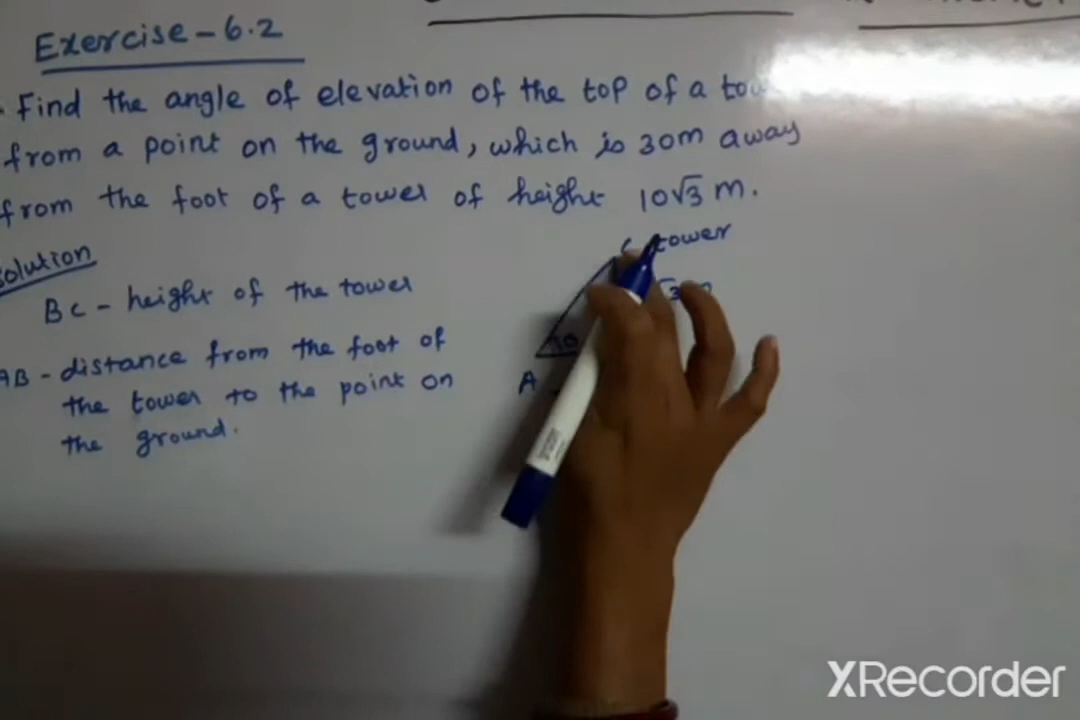 Exercise - 6.2
Find the angle of elevation of the top of a
from a point on the ground, which is 30m away
from the foot of a tower of height 10√3 m.
Solution
C tower
BC - height of the tower
AB - distance from the foot of
the tower to the point on
the ground.
A
XRecorder